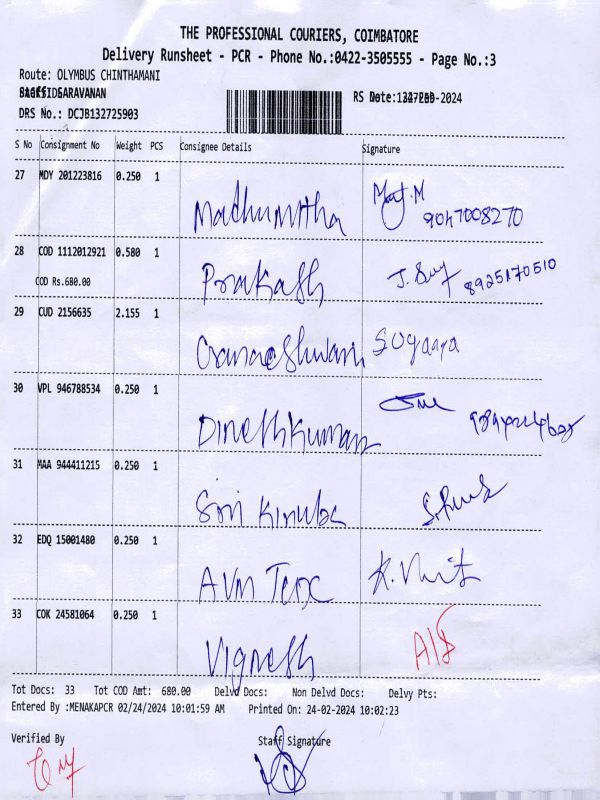 THE PROFESSIONAL COURIERS, COIMBATORE
Delivery Runsheet - PCR - Phone No.:0422-3505555 - Page No.:3
Route: OLYMBUS CHINTHAMANI
SARAVANAN
DRS No.: DCJB132725903
S No Consignment No Weight PCS Consignee Details Signature
27 MDY 201223816 0.250 1 Madhumitha 9047008270
28 COD 1112012921 0.580 1 Prakash 8925170510
COD Rs.680.00
29 CUD 2156635 2.155 1 Suganya
30 VPL 946788534 0.250 1 Dineshkumar
31 MAA 944411215 0.250 1 Sri Kiruba
32 EDQ 15001480 0.250 1 AVM Tex
33 COK 24581064 0.250 1 Vignesh
Tot Docs: 33 Tot COD Amt: 680.00 Delvd Docs: Non Delvd Docs: Delvy Pts:
Entered By :MENAKAPCR 02/24/2024 10:01:59 AM Printed On: 24-02-2024 10:02:23
Verified By Staff Signature